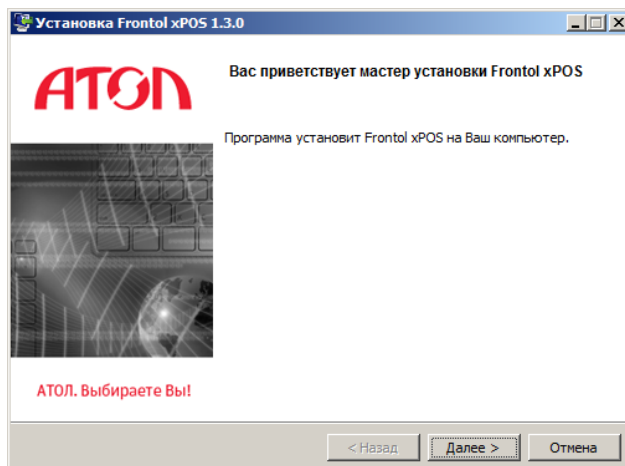 Установка Frontol xPOS 1.3.0
АТОЛ
Вас приветствует мастер установки Frontol xPOS
Программа установит Frontol xPOS на Ваш компьютер.
АТОЛ. Выбираете Вы!
< Назад
Далее >
Отмена